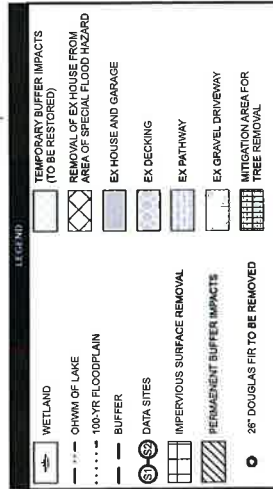 LEGEND
WETLAND
OHWM OF LAKE
100-YR FLOODPLAIN
BUFFER
S1 S2 DATA SITES
IMPERVIOUS SURFACE REMOVAL
PERMAENENT BUFFER IMPACTS
26" DOUGLAS FIR TO BE REMOVED
TEMPORARY BUFFER IMPACTS
(TO BE RESTORED)
REMOVAL OF EX HOUSE FROM
AREA OF SPECIAL FLOOD HAZARD
EX HOUSE AND GARAGE
EX DECKING
EX PATHWAY
EX GRAVEL DRIVEWAY
MITIGATION AREA FOR
TREE REMOVAL